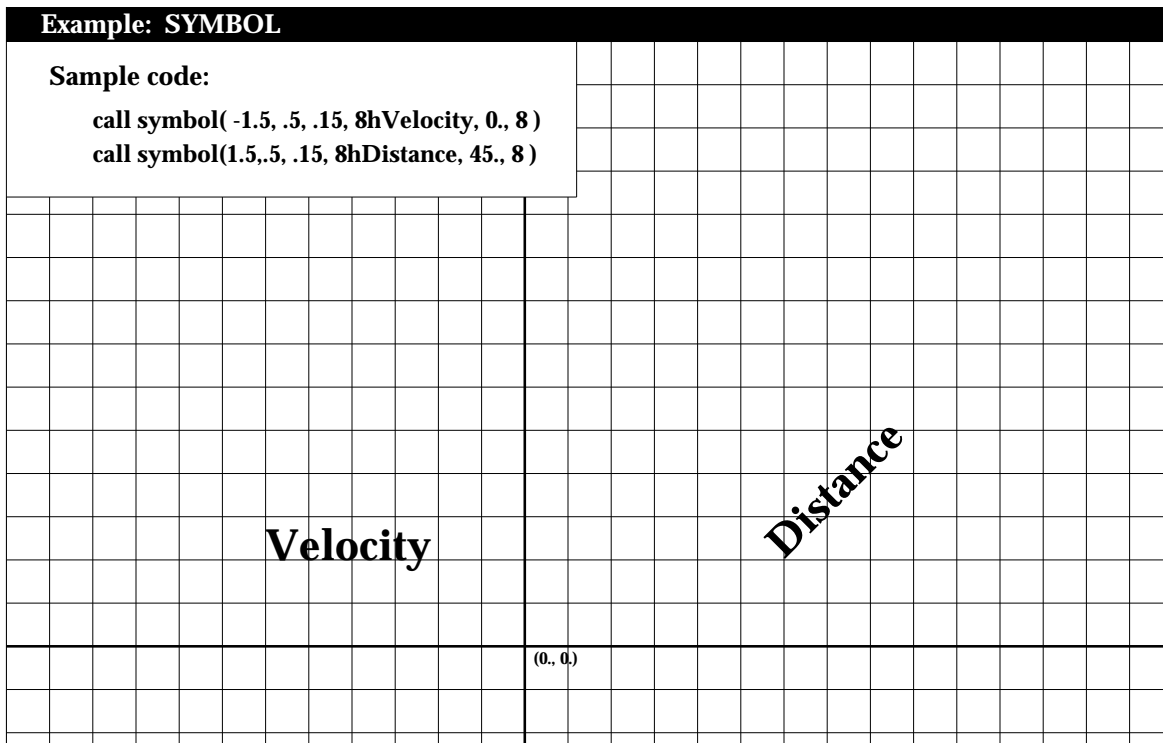 Example: SYMBOL
Sample code:
call symbol( -1.5, .5, .15, 8hVelocity, 0., 8 )
call symbol(1.5,.5, .15, 8hDistance, 45., 8 )
Distance
Velocity
(0., 0.)